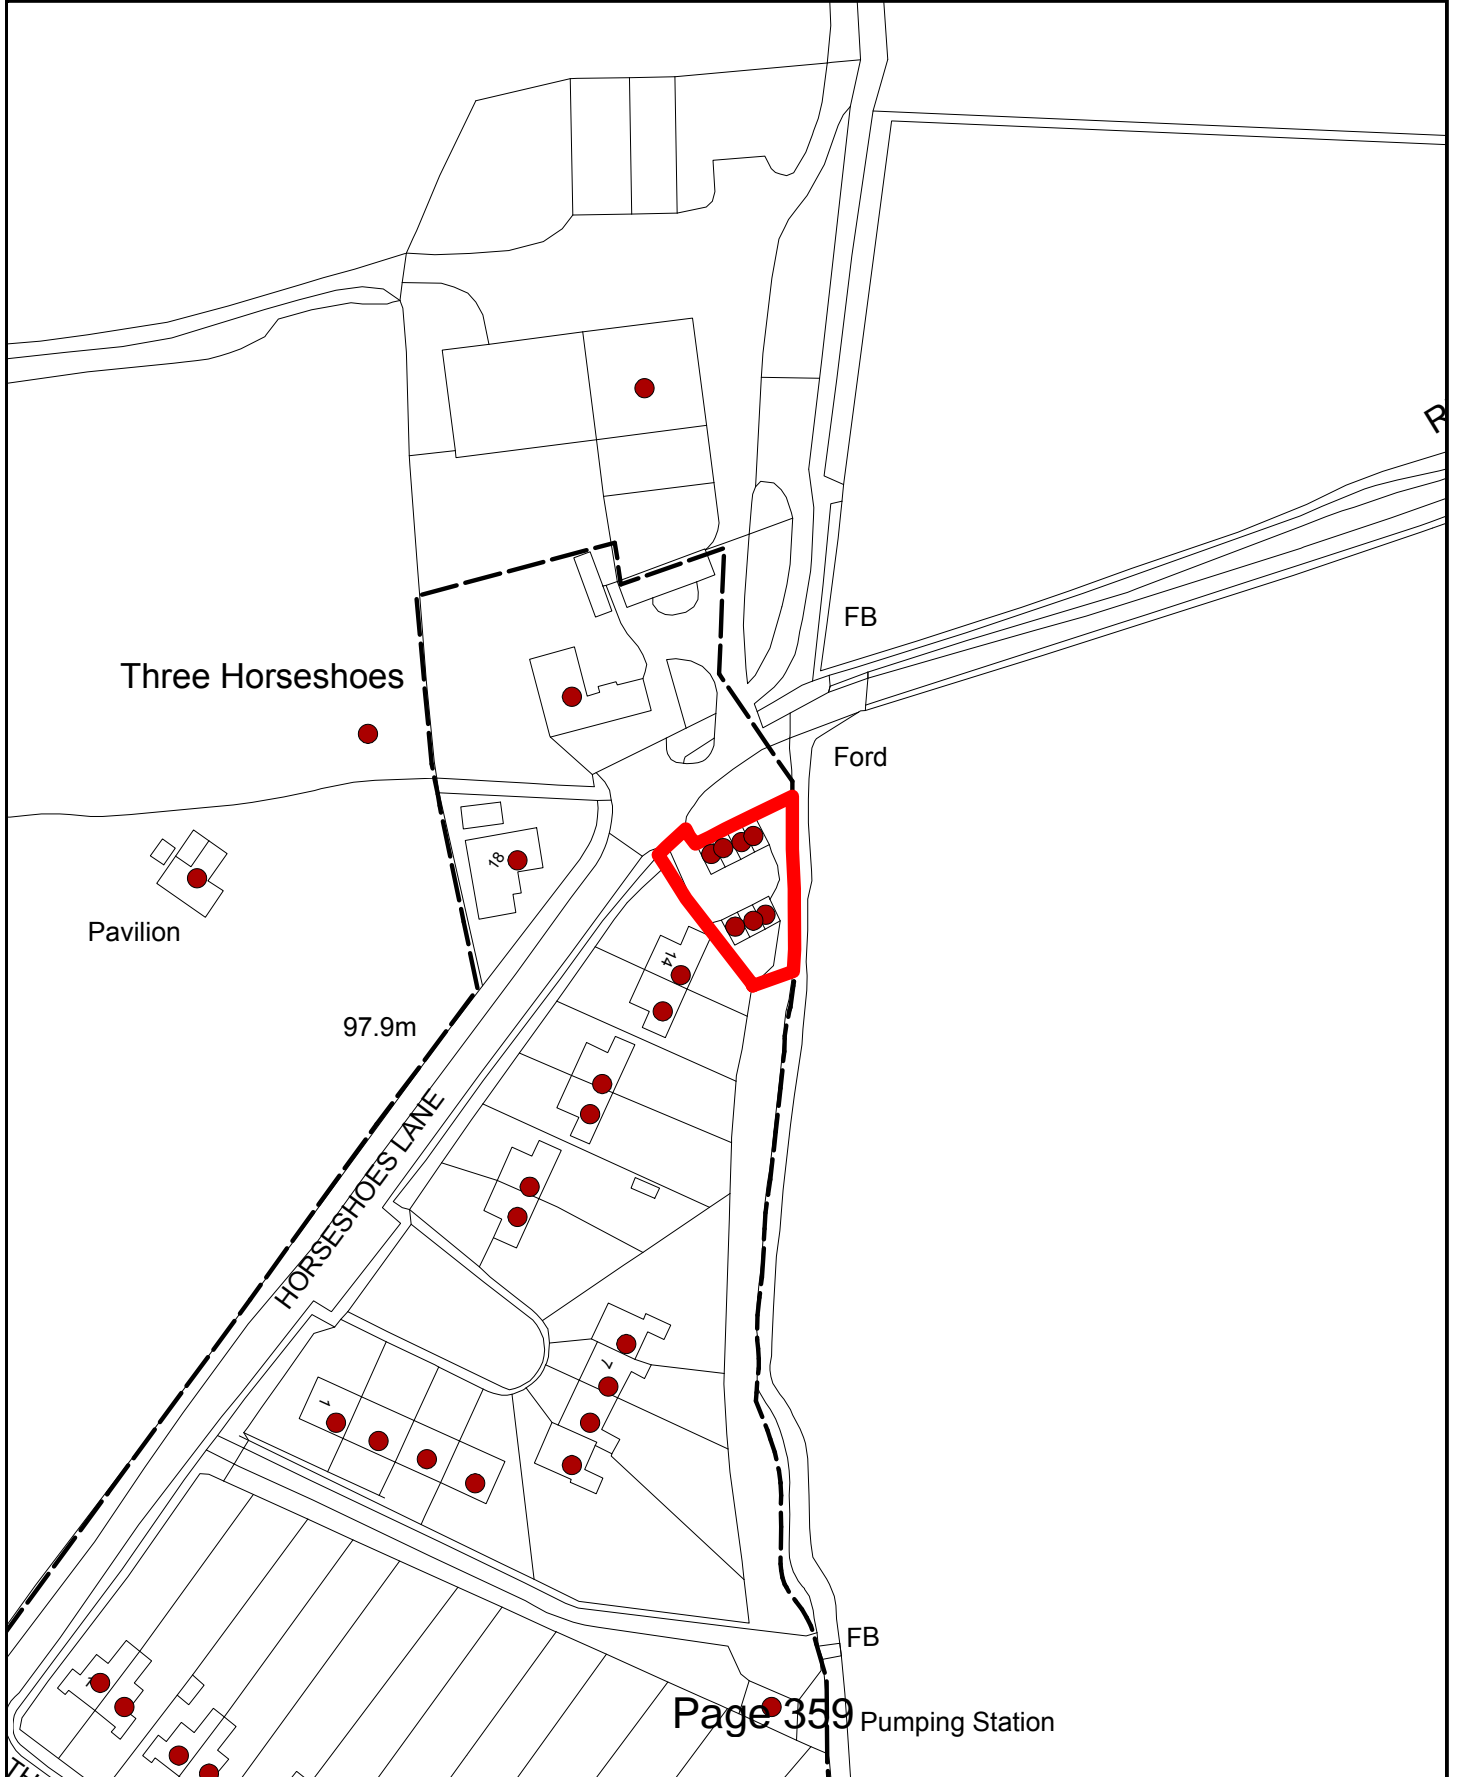 R
FB
Three Horseshoes
Ford
18
Pavilion
14
97.9m
HORSESHOES LANE
7
1
FB
Page 359
Pumping Station